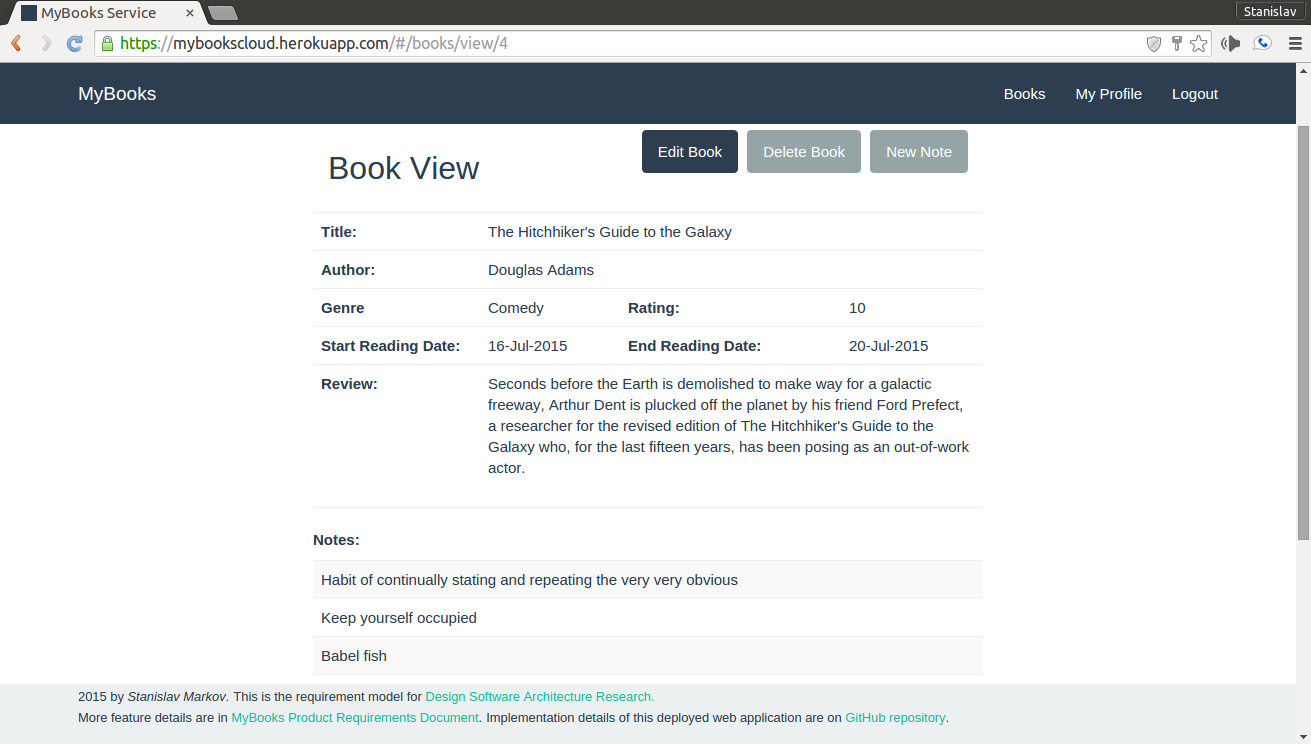 MyBooks Service
Stanislav
https://mybookscloud.herokuapp.com/#/books/view/4
MyBooks Books My Profile Logout
Book View Edit Book Delete Book New Note
Title: The Hitchhiker's Guide to the Galaxy
Author: Douglas Adams
Genre Comedy Rating: 10
Start Reading Date: 16-Jul-2015 End Reading Date: 20-Jul-2015
Review: Seconds before the Earth is demolished to make way for a galactic
freeway, Arthur Dent is plucked off the planet by his friend Ford Prefect,
a researcher for the revised edition of The Hitchhiker's Guide to the
Galaxy who, for the last fifteen years, has been posing as an out-of-work
actor.
Notes:
Habit of continually stating and repeating the very very obvious
Keep yourself occupied
Babel fish
2015 by Stanislav Markov. This is the requirement model for Design Software Architecture Research.
More feature details are in MyBooks Product Requirements Document. Implementation details of this deployed web application are on GitHub repository.